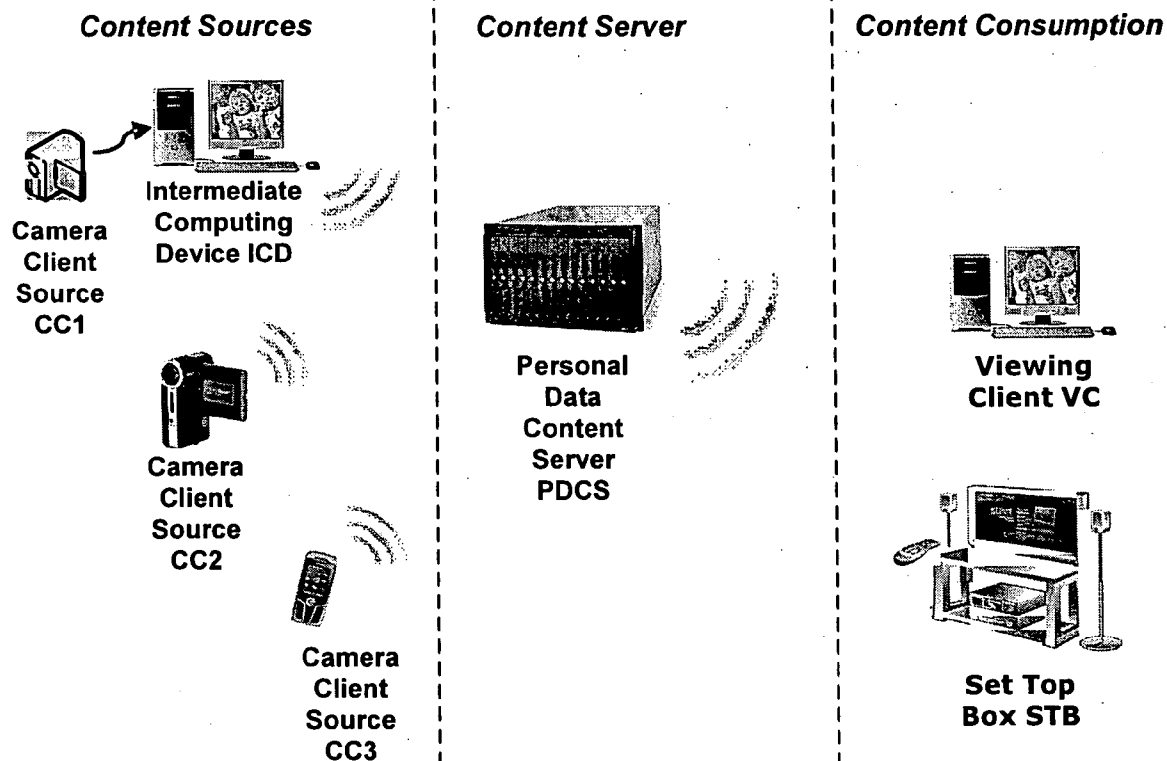 Content Sources
Content Server
Content Consumption
Intermediate
Computing
Device ICD
Camera
Client
Source
CC1
Camera
Client
Source
CC2
Camera
Client
Source
CC3
Personal
Data
Content
Server
PDCS
Viewing
Client VC
Set Top
Box STB